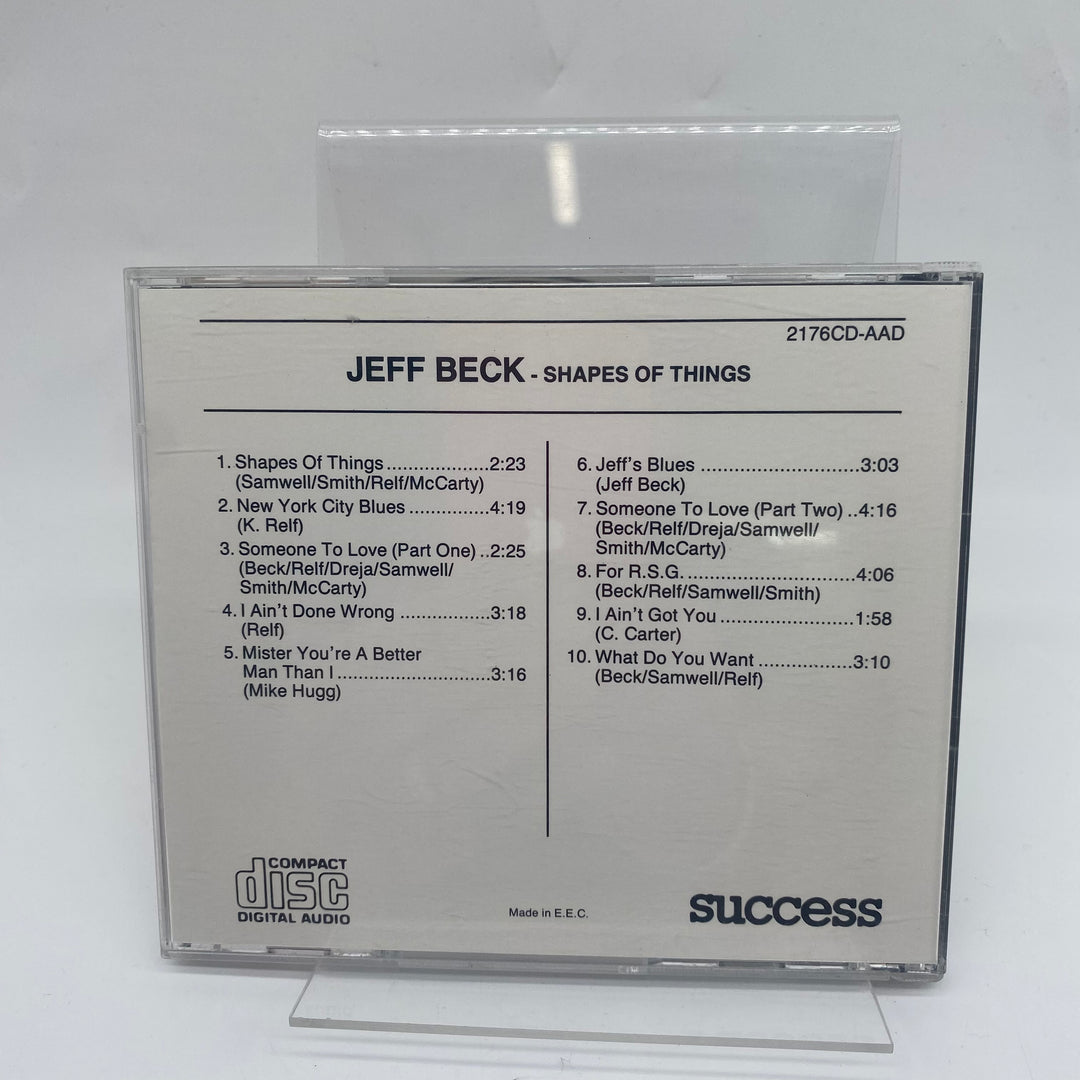 2176CD-AAD
JEFF BECK - SHAPES OF THINGS
1. Shapes Of Things...................2:23
(Samwell/Smith/Relf/McCarty)
2. New York City Blues ...............4:19
(K. Relf)
3. Someone To Love (Part One) ..2:25
(Beck/Relf/Dreja/Samwell/
Smith/McCarty)
4. I Ain't Done Wrong .................3:18
(Relf)
5. Mister You're A Better
Man Than I............................3:16
(Mike Hugg)
6. Jeff's Blues .............................3:03
(Jeff Beck)
7. Someone To Love (Part Two) ..4:16
(Beck/Relf/Dreja/Samwell/
Smith/McCarty)
8. For R.S.G. ...............................4:06
(Beck/Relf/Samwell/Smith)
9. I Ain't Got You .........................1:58
(C. Carter)
10. What Do You Want ..................3:10
(Beck/Samwell/Relf)
COMPACT
disc
DIGITAL AUDIO
Made in E.E.C.
success